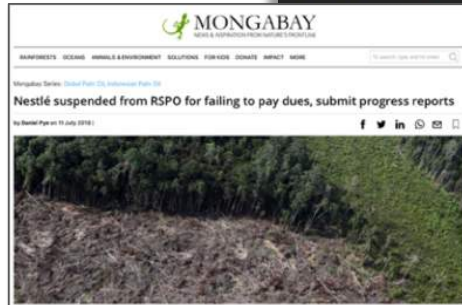 MONGABAY
NEWS & INSPIRATION FROM NATURE'S FRONTLINE
RAINFORESTS OCEANS ANIMALS & ENVIRONMENT SOLUTIONS FOR KIDS DONATE IMPACT MORE
Mongabay Series: Global Palm Oil, Indonesian Palm Oil
Nestlé suspended from RSPO for failing to pay dues, submit progress reports
by Daniel Pye on 11 July 2018 |